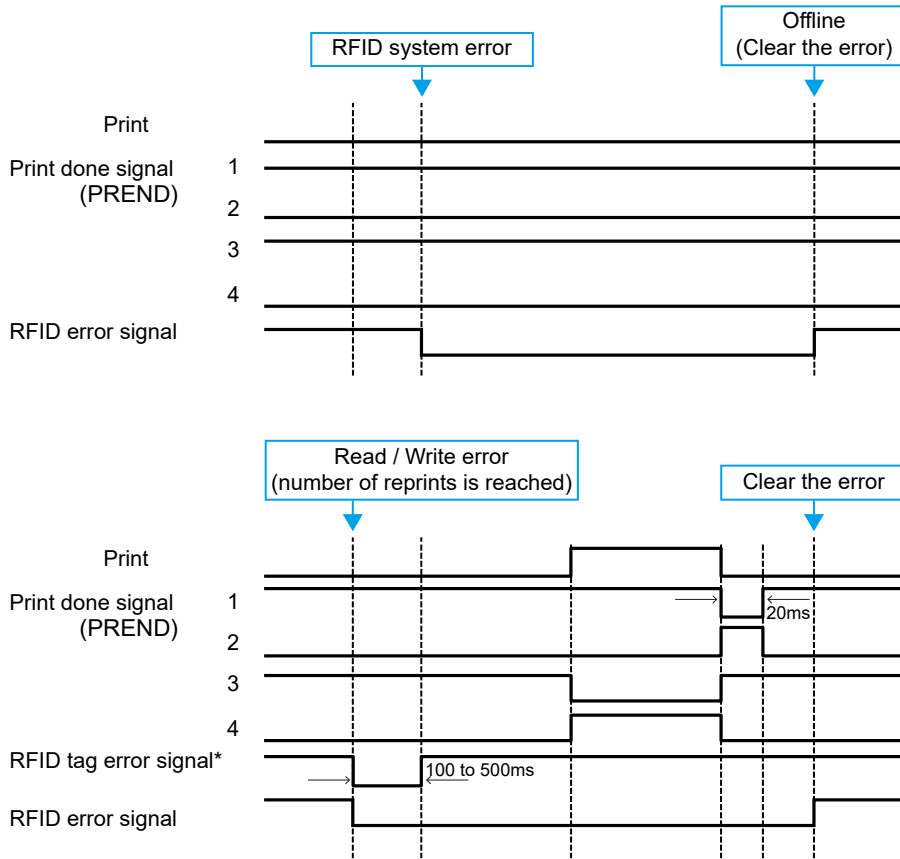 Offline
(Clear the error)
RFID system error
Print
Print done signal
(PREND)
1
2
3
4
RFID error signal
Read / Write error
(number of reprints is reached)
Clear the error
Print
Print done signal
(PREND)
1
20ms
2
3
4
RFID tag error signal*
100 to 500ms
RFID error signal